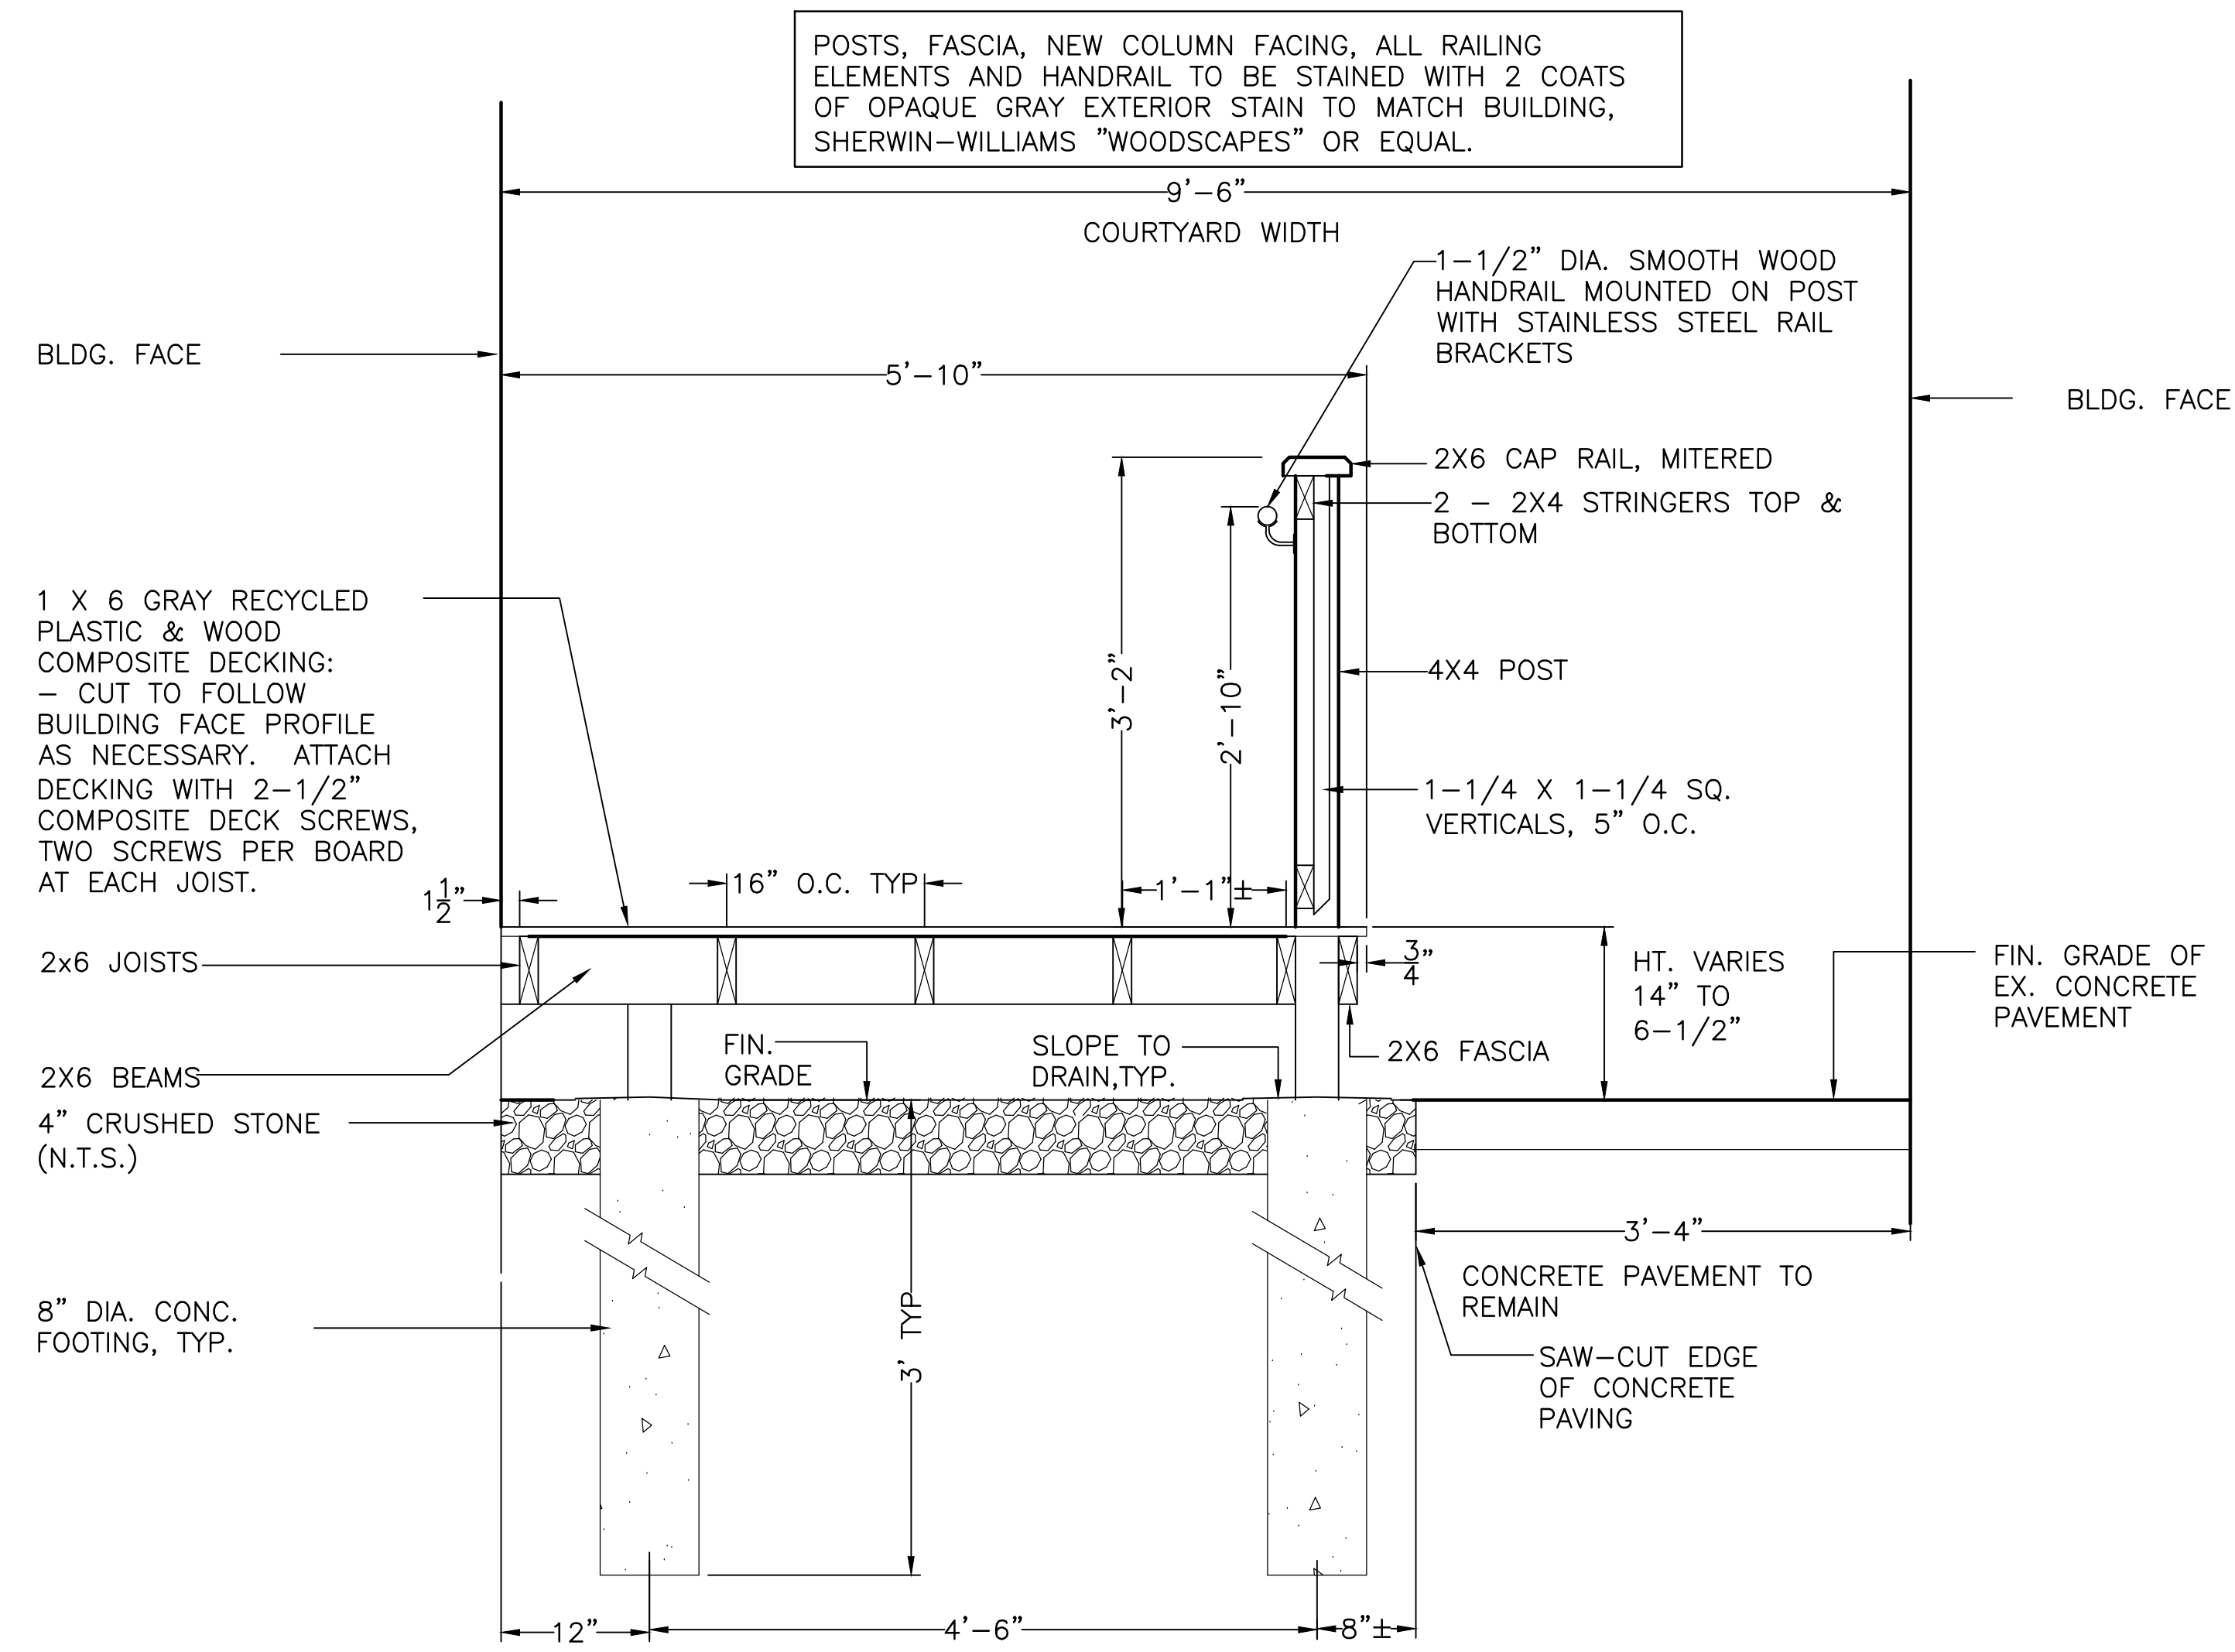 POSTS, FASCIA, NEW COLUMN FACING, ALL RAILING
ELEMENTS AND HANDRAIL TO BE STAINED WITH 2 COATS
OF OPAQUE GRAY EXTERIOR STAIN TO MATCH BUILDING,
SHERWIN-WILLIAMS "WOODSCAPES" OR EQUAL.
9'-6"
COURTYARD WIDTH
1-1/2" DIA. SMOOTH WOOD
HANDRAIL MOUNTED ON POST
WITH STAINLESS STEEL RAIL
BRACKETS
BLDG. FACE
5'-10"
BLDG. FACE
2X6 CAP RAIL, MITERED
2 - 2X4 STRINGERS TOP &
BOTTOM
1 X 6 GRAY RECYCLED
PLASTIC & WOOD
COMPOSITE DECKING:
- CUT TO FOLLOW
BUILDING FACE PROFILE
AS NECESSARY. ATTACH
DECKING WITH 2-1/2"
COMPOSITE DECK SCREWS,
TWO SCREWS PER BOARD
AT EACH JOIST.
3'-2"
2'-10"
4X4 POST
1-1/4 X 1-1/4 SQ.
VERTICALS, 5" O.C.
1 1/2"
16" O.C. TYP
1'-1"±
2x6 JOISTS
3/4"
HT. VARIES
14" TO
6-1/2"
FIN. GRADE OF
EX. CONCRETE
PAVEMENT
2X6 BEAMS
FIN.
GRADE
SLOPE TO
DRAIN,TYP.
2X6 FASCIA
4" CRUSHED STONE
(N.T.S.)
3'-4"
CONCRETE PAVEMENT TO
REMAIN
8" DIA. CONC.
FOOTING, TYP.
3' TYP
SAW-CUT EDGE
OF CONCRETE
PAVING
12"
4'-6"
8"±